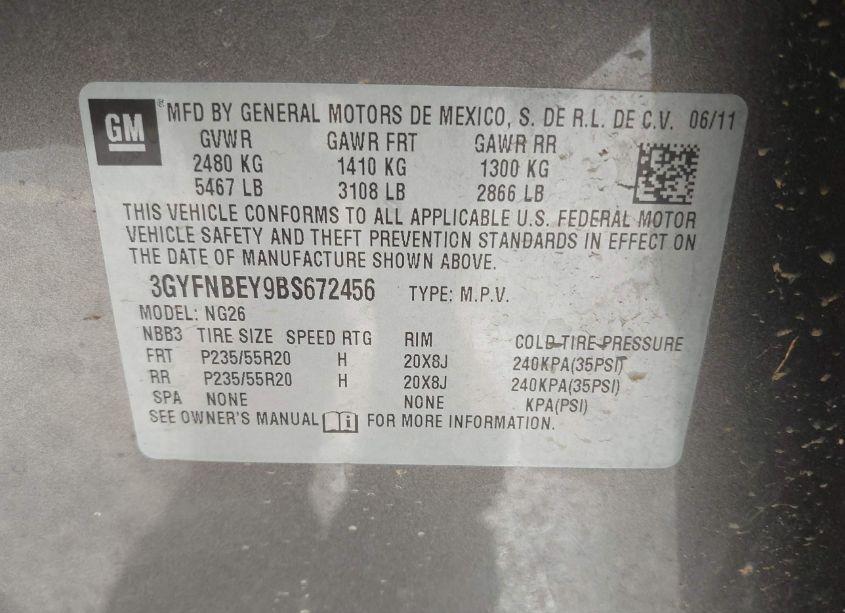 GM ® MFD BY GENERAL MOTORS DE MEXICO, S. DE R.L. DE C.V. 06/11
GVWR GAWR FRT GAWR RR
2480 KG 1410 KG 1300 KG
5467 LB 3108 LB 2866 LB
THIS VEHICLE CONFORMS TO ALL APPLICABLE U.S. FEDERAL MOTOR
VEHICLE SAFETY AND THEFT PREVENTION STANDARDS IN EFFECT ON
THE DATE OF MANUFACTURE SHOWN ABOVE.
3GYFNBEY9BS672456 TYPE: M.P.V.
MODEL: NG26
NBB3 TIRE SIZE SPEED RTG RIM COLD TIRE PRESSURE
FRT P235/55R20 H 20X8J 240KPA(35PSI)
RR P235/55R20 H 20X8J 240KPA(35PSI)
SPA NONE NONE KPA(PSI)
SEE OWNER'S MANUAL FOR MORE INFORMATION.